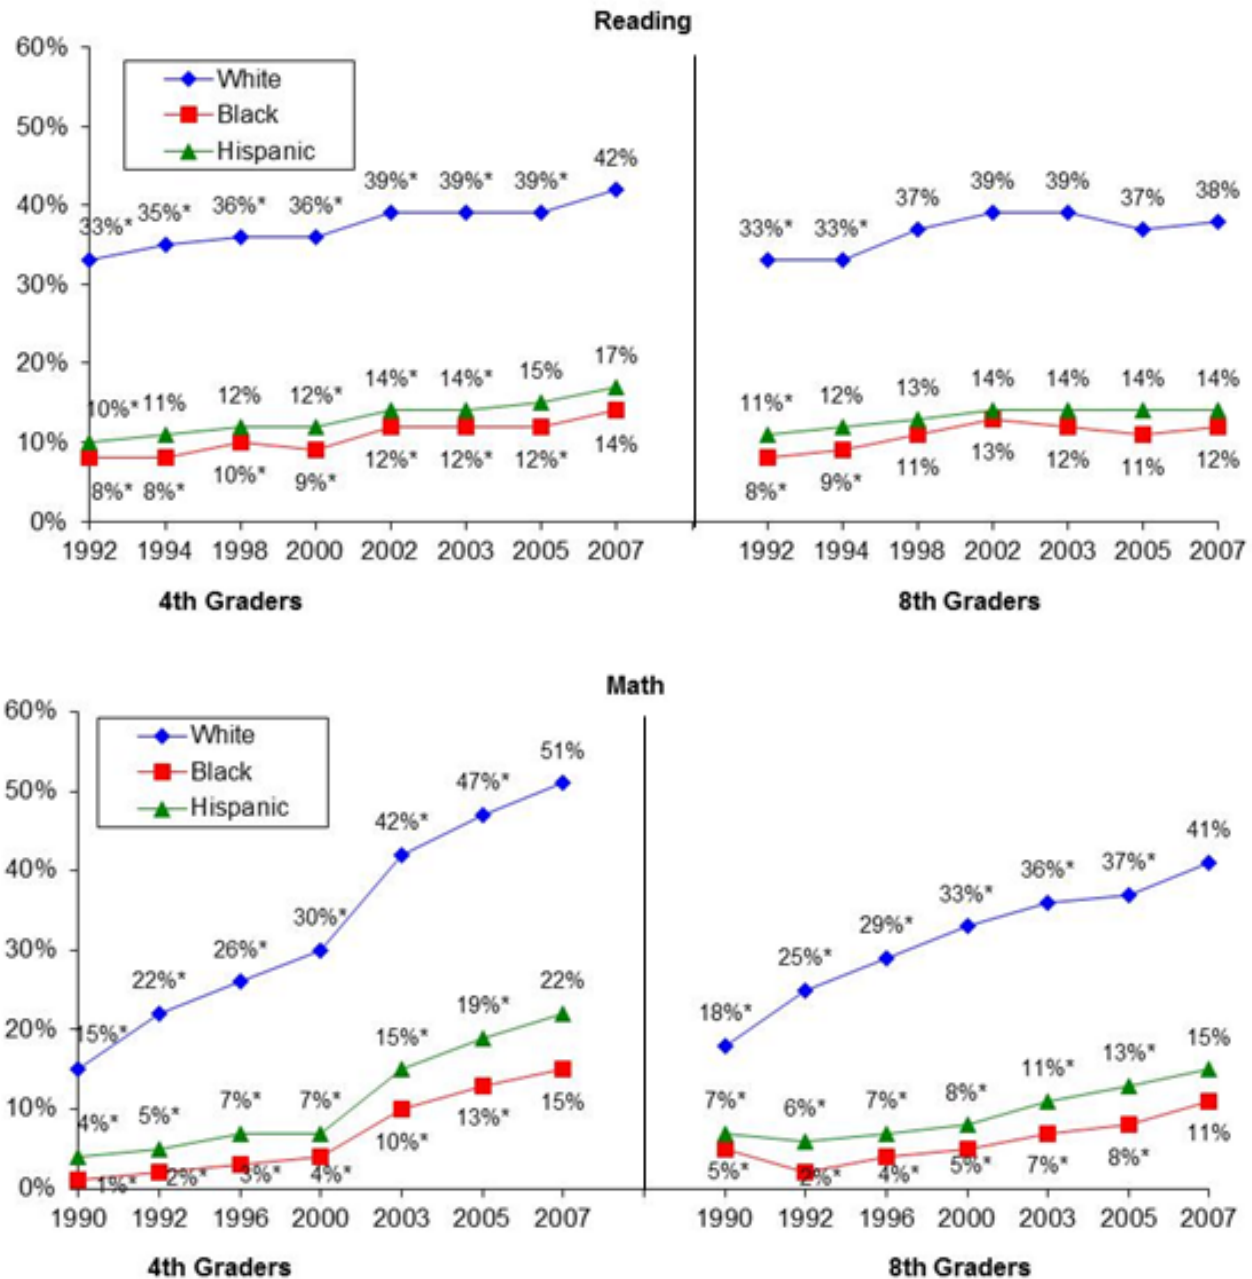 Reading
60%
50%
40%
30%
20%
10%
0%
White
Black
Hispanic
33%* 35%* 36%* 36%* 39%* 39%* 39%* 42%
10%* 11% 12% 12%* 14%* 14%* 15% 17%
8%* 8%* 10%* 9%* 12%* 12%* 12%* 14%
33%* 33%* 37% 39% 39% 37% 38%
11%* 12% 13% 14% 14% 14% 14%
8%* 9%* 11% 13% 12% 11% 12%
1992 1994 1998 2000 2002 2003 2005 2007
1992 1994 1998 2002 2003 2005 2007
4th Graders
8th Graders
Math
60%
50%
40%
30%
20%
10%
0%
White
Black
Hispanic
15%* 22%* 26%* 30%* 42%* 47%* 51%
4%* 5%* 7%* 7%* 15%* 19%* 22%
1%* 2%* 3%* 4%* 10%* 13%* 15%
18%* 25%* 29%* 33%* 36%* 37%* 41%
7%* 6%* 7%* 8%* 11%* 13%* 15%
5%* 2%* 4%* 5%* 7%* 8%* 11%
1990 1992 1996 2000 2003 2005 2007
1990 1992 1996 2000 2003 2005 2007
4th Graders
8th Graders